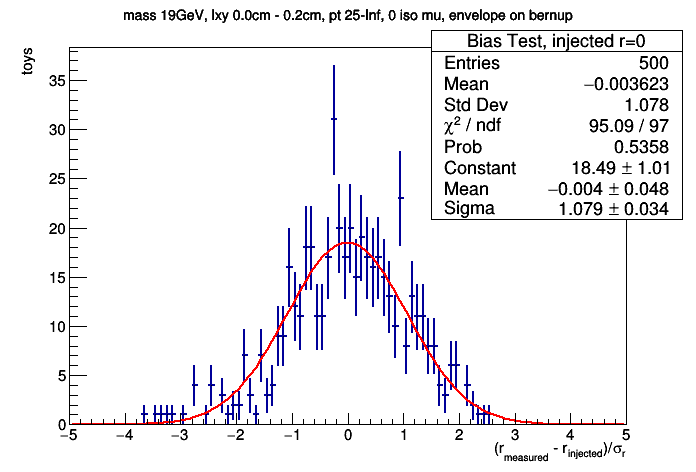 mass 19GeV, lxy 0.0cm - 0.2cm, pt 25-Inf, 0 iso mu, envelope on bernup
Bias Test, injected r=0
Entries 500
Mean −0.003623
Std Dev 1.078
χ² / ndf 95.09 / 97
Prob 0.5358
Constant 18.49 ± 1.01
Mean −0.004 ± 0.048
Sigma 1.079 ± 0.034
toys
35
30
25
20
15
10
5
0
−5 −4 −3 −2 −1 0 1 2 3 4 5
(r_measured - r_injected)/σ_r